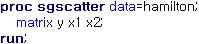 proc sgscatter data=hamilton;
matrix y x1 x2;
run;